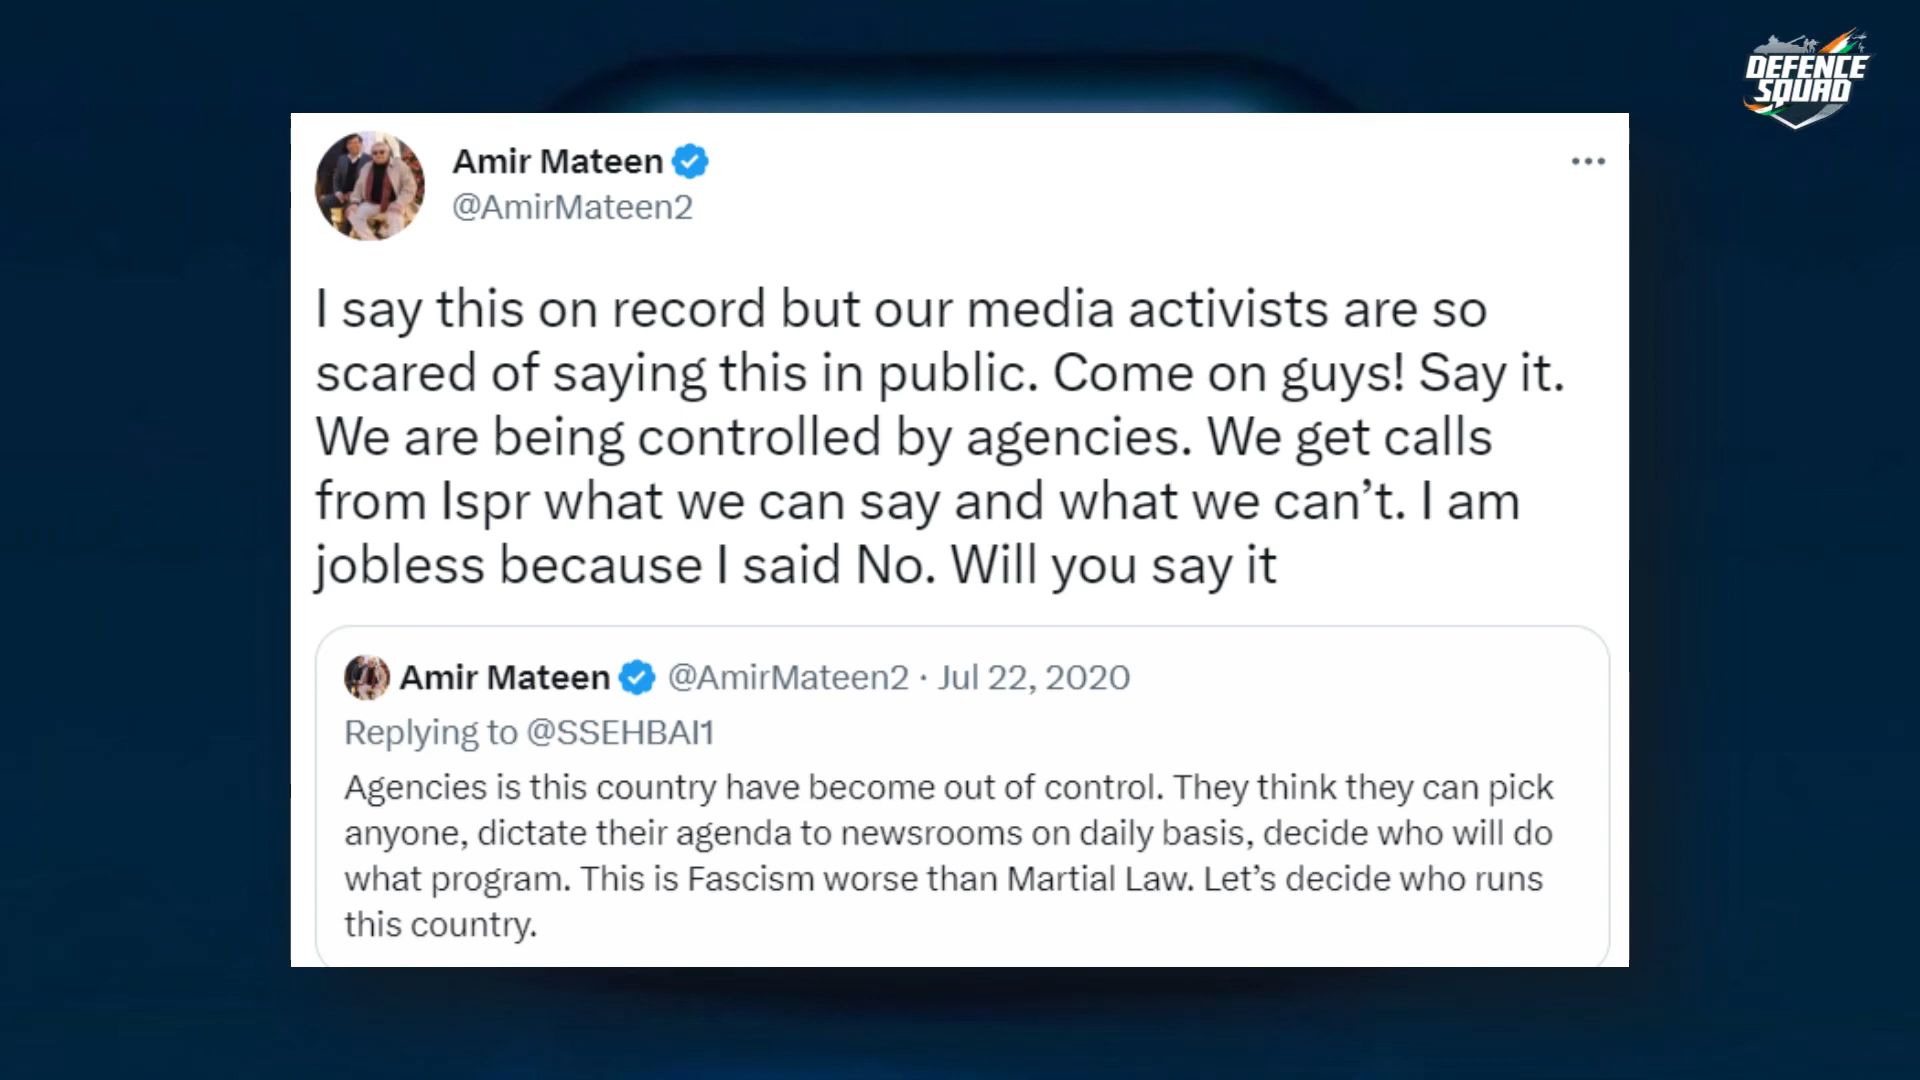 DEFENCE
SQUAD
Amir Mateen
@AmirMateen2
I say this on record but our media activists are so
scared of saying this in public. Come on guys! Say it.
We are being controlled by agencies. We get calls
from Ispr what we can say and what we can’t. I am
jobless because I said No. Will you say it
Amir Mateen @AmirMateen2 · Jul 22, 2020
Replying to @SSEHBAI1
Agencies is this country have become out of control. They think they can pick
anyone, dictate their agenda to newsrooms on daily basis, decide who will do
what program. This is Fascism worse than Martial Law. Let’s decide who runs
this country.